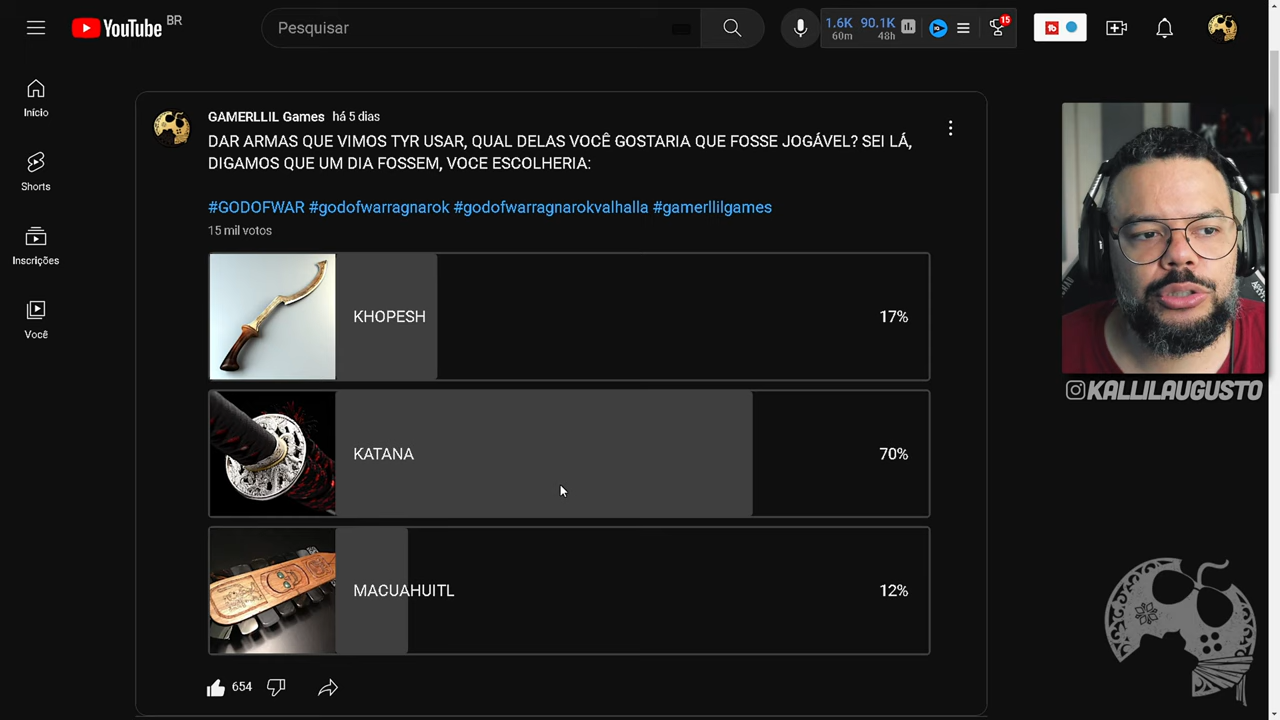 YouTube BR
Pesquisar
1.6K 90.1K
60m 48h
15
Início
Shorts
Inscrições
Você
GAMERLLIL Games há 5 dias
DAR ARMAS QUE VIMOS TYR USAR, QUAL DELAS VOCÊ GOSTARIA QUE FOSSE JOGÁVEL? SEI LÁ,
DIGAMOS QUE UM DIA FOSSEM, VOCE ESCOLHERIA:
#GODOFWAR #godofwarragnarok #godofwarragnarokvalhalla #gamerllilgames
15 mil votos
KHOPESH 17%
KATANA 70%
MACUAHUITL 12%
654
KALLILAUGUSTO